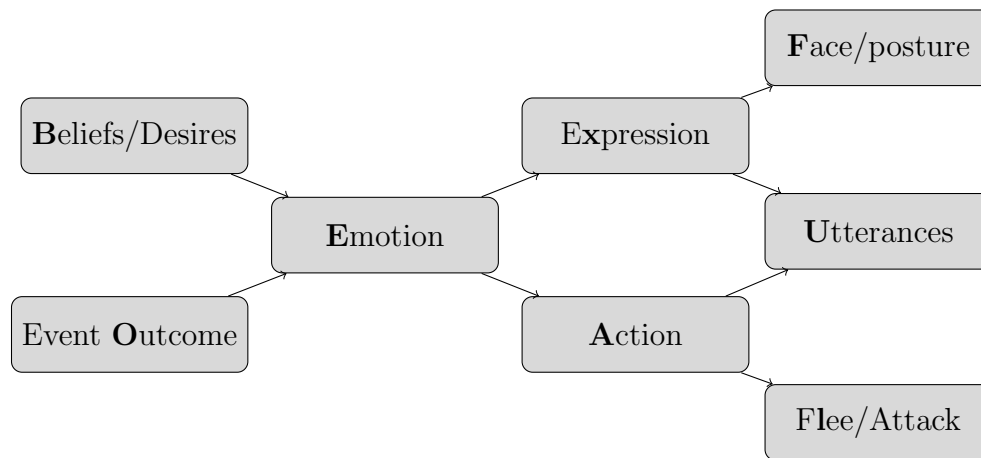 Face/posture
Beliefs/Desires
Expression
Emotion
Utterances
Event Outcome
Action
Flee/Attack